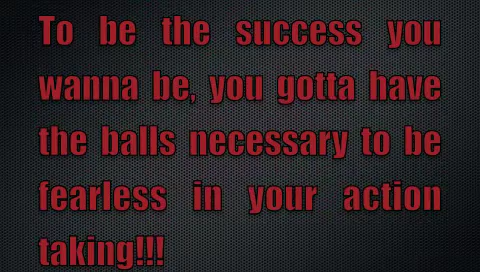 To be the success you
wanna be, you gotta have
the balls necessary to be
fearless in your action
taking!!!